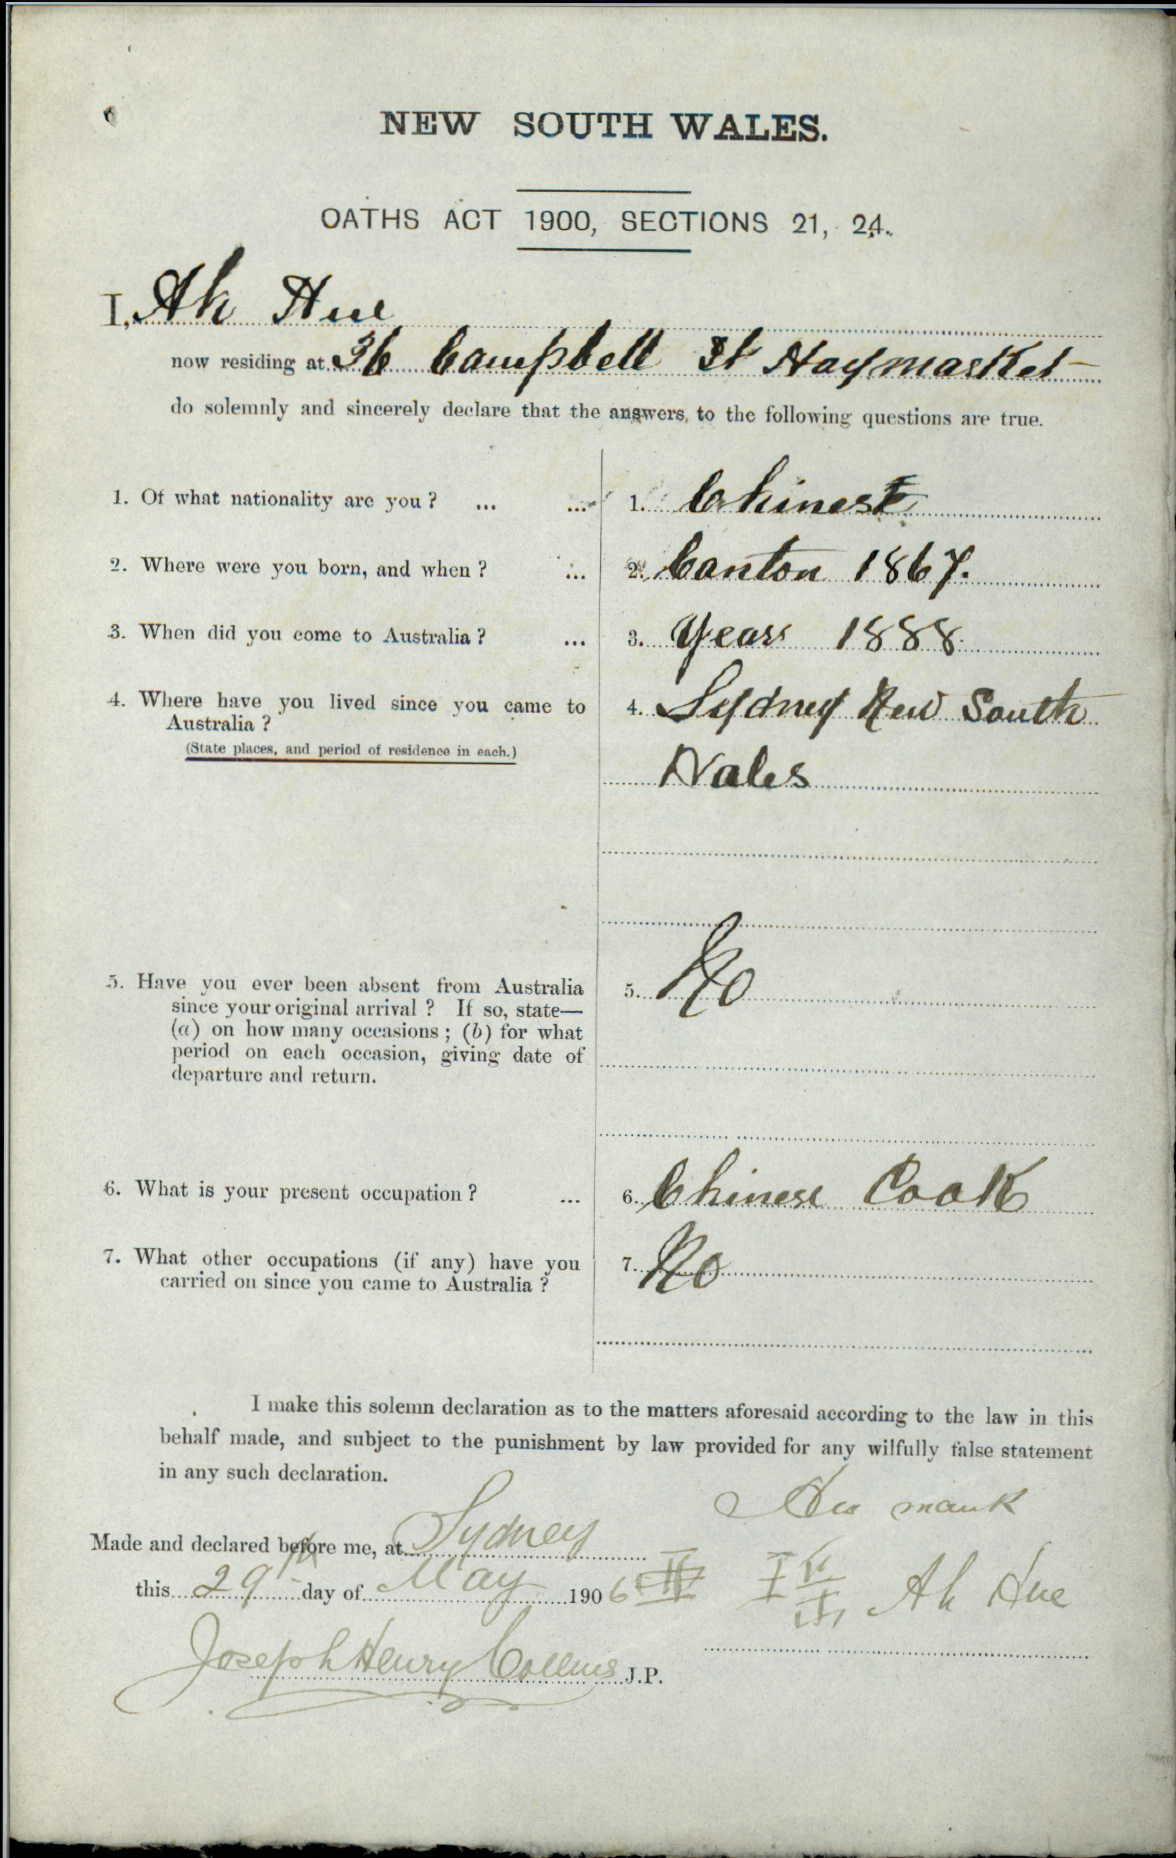 NEW SOUTH WALES.
OATHS ACT 1900, SECTIONS 21, 24.
I, Ah Hue
now residing at 36 Campbell St Haymarket
do solemnly and sincerely declare that the answers to the following questions are true.
1. Of what nationality are you ? ... ... 1. Chinese
2. Where were you born, and when ? ... 2. Canton 1867.
3. When did you come to Australia ? ... 3. Year 1888
4. Where have you lived since you came to 4. Sydney New South
Australia ?
(State places, and period of residence in each.)
Wales
5. Have you ever been absent from Australia 5. No
since your original arrival ? If so, state—
(a) on how many occasions ; (b) for what
period on each occasion, giving date of
departure and return.
6. What is your present occupation ? ... 6. Chinese Cook
7. What other occupations (if any) have you 7. No
carried on since you came to Australia ?
I make this solemn declaration as to the matters aforesaid according to the law in this
behalf made, and subject to the punishment by law provided for any wilfully false statement
in any such declaration.
His mark
Made and declared before me, at Sydney
this 29th day of May 1906 Ah Hue
Joseph Henry Collins J.P.